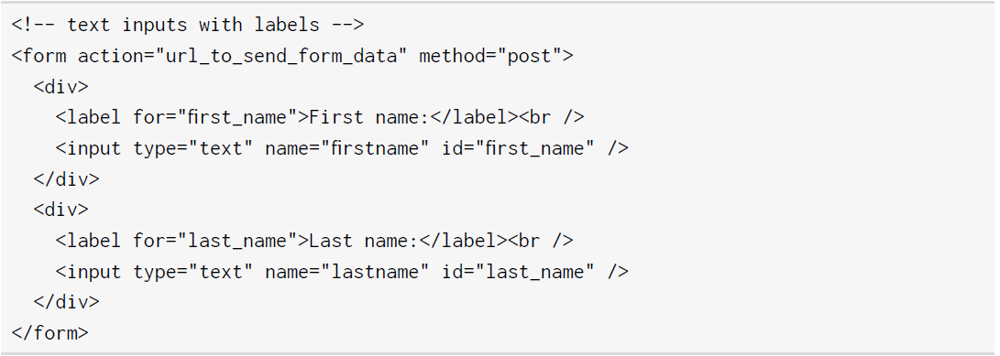 <!-- text inputs with labels -->
<form action="url_to_send_form_data" method="post">
  <div>
    <label for="first_name">First name:</label><br />
    <input type="text" name="firstname" id="first_name" />
  </div>
  <div>
    <label for="last_name">Last name:</label><br />
    <input type="text" name="lastname" id="last_name" />
  </div>
</form>